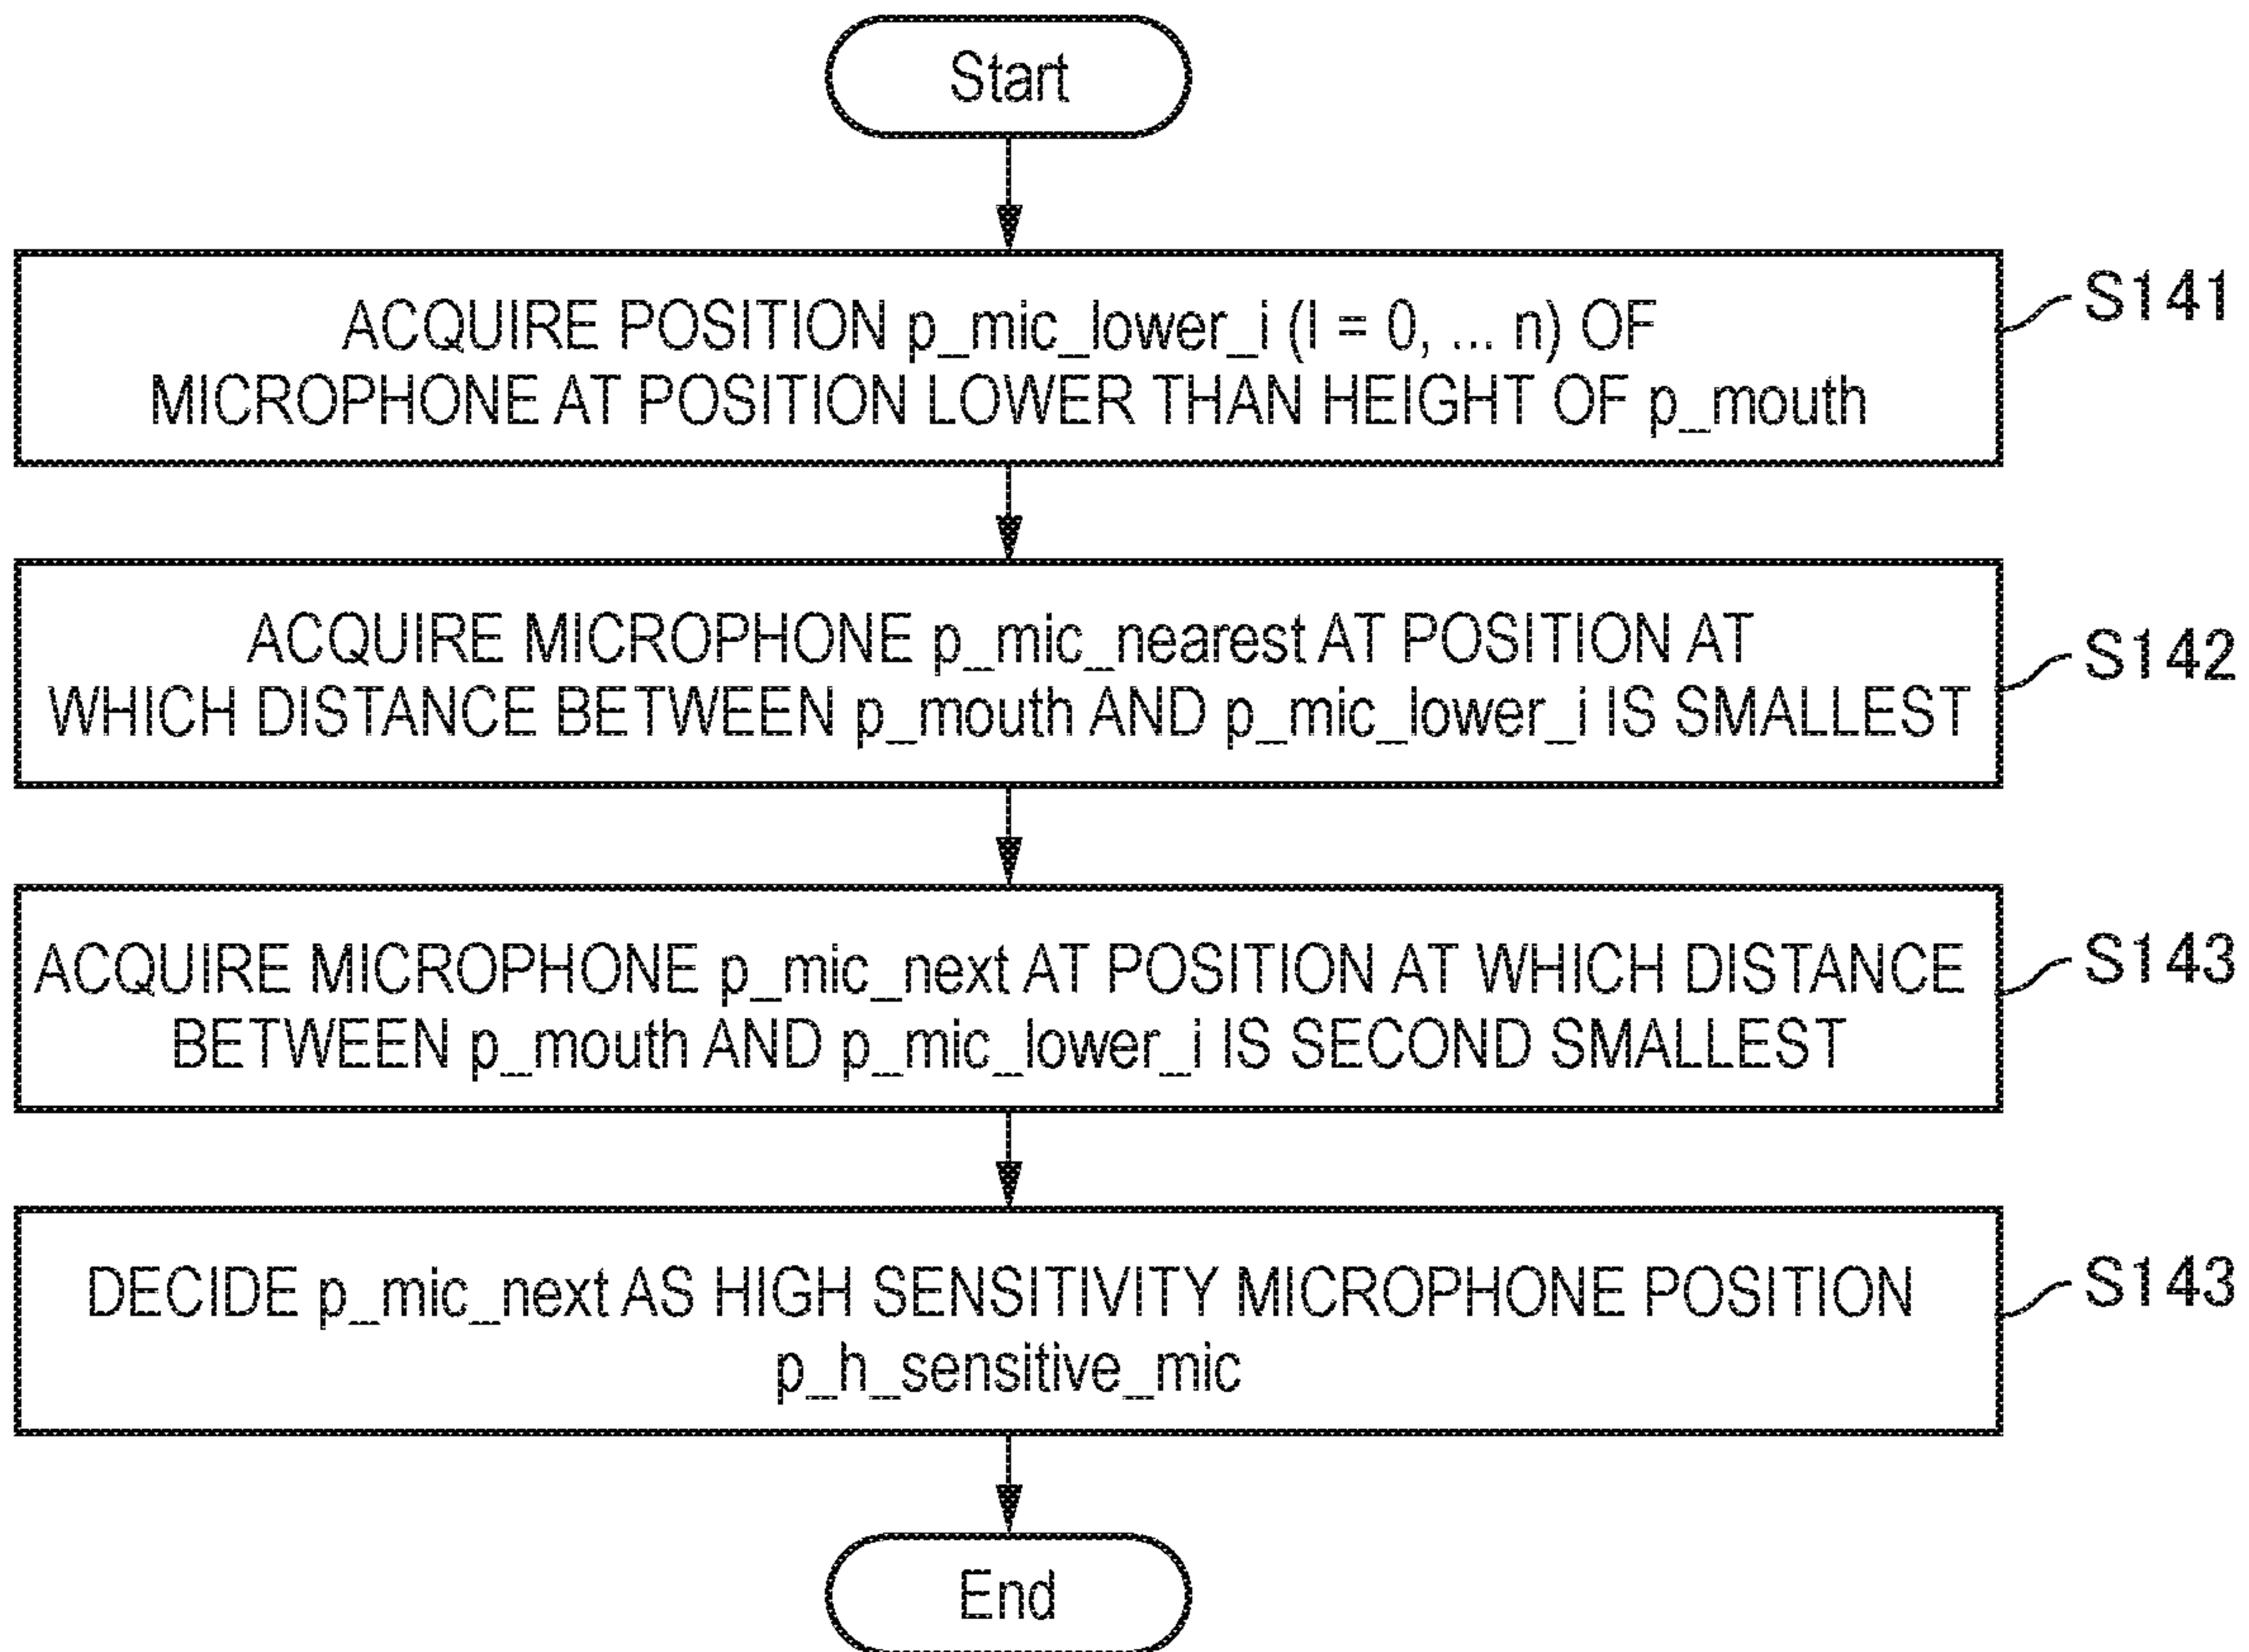 Start
ACQUIRE POSITION p_mic_lower_i (I = 0, ... n) OF
MICROPHONE AT POSITION LOWER THAN HEIGHT OF p_mouth
S141
ACQUIRE MICROPHONE p_mic_nearest AT POSITION AT
WHICH DISTANCE BETWEEN p_mouth AND p_mic_lower_i IS SMALLEST
S142
ACQUIRE MICROPHONE p_mic_next AT POSITION AT WHICH DISTANCE
BETWEEN p_mouth AND p_mic_lower_i IS SECOND SMALLEST
S143
DECIDE p_mic_next AS HIGH SENSITIVITY MICROPHONE POSITION
p_h_sensitive_mic
S143
End